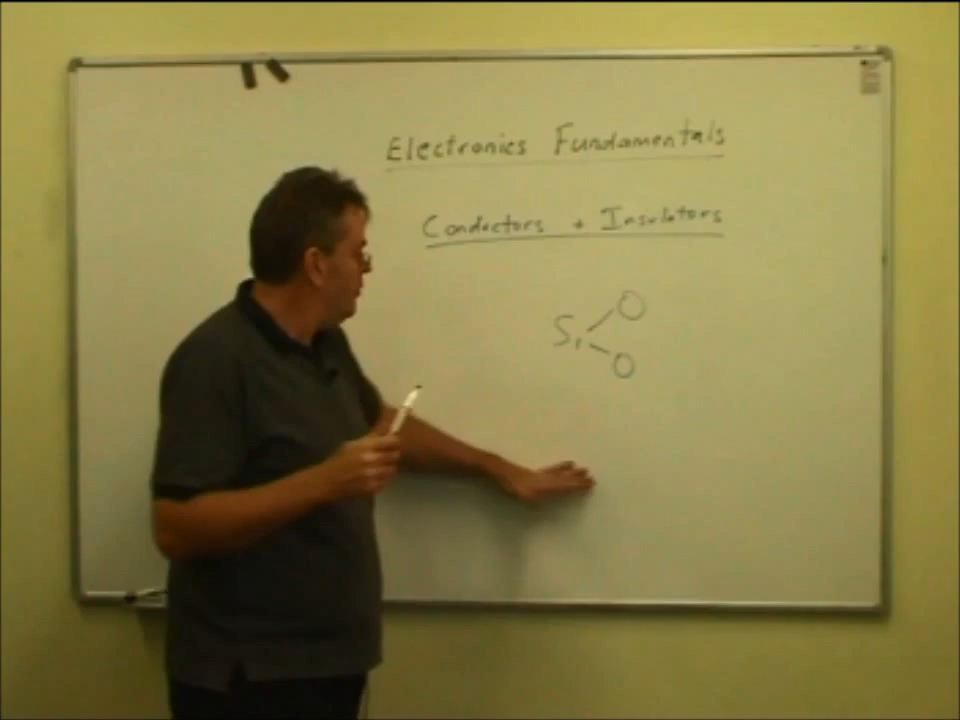 Electronics Fundamentals
Conductors + Insulators
O
Si
O